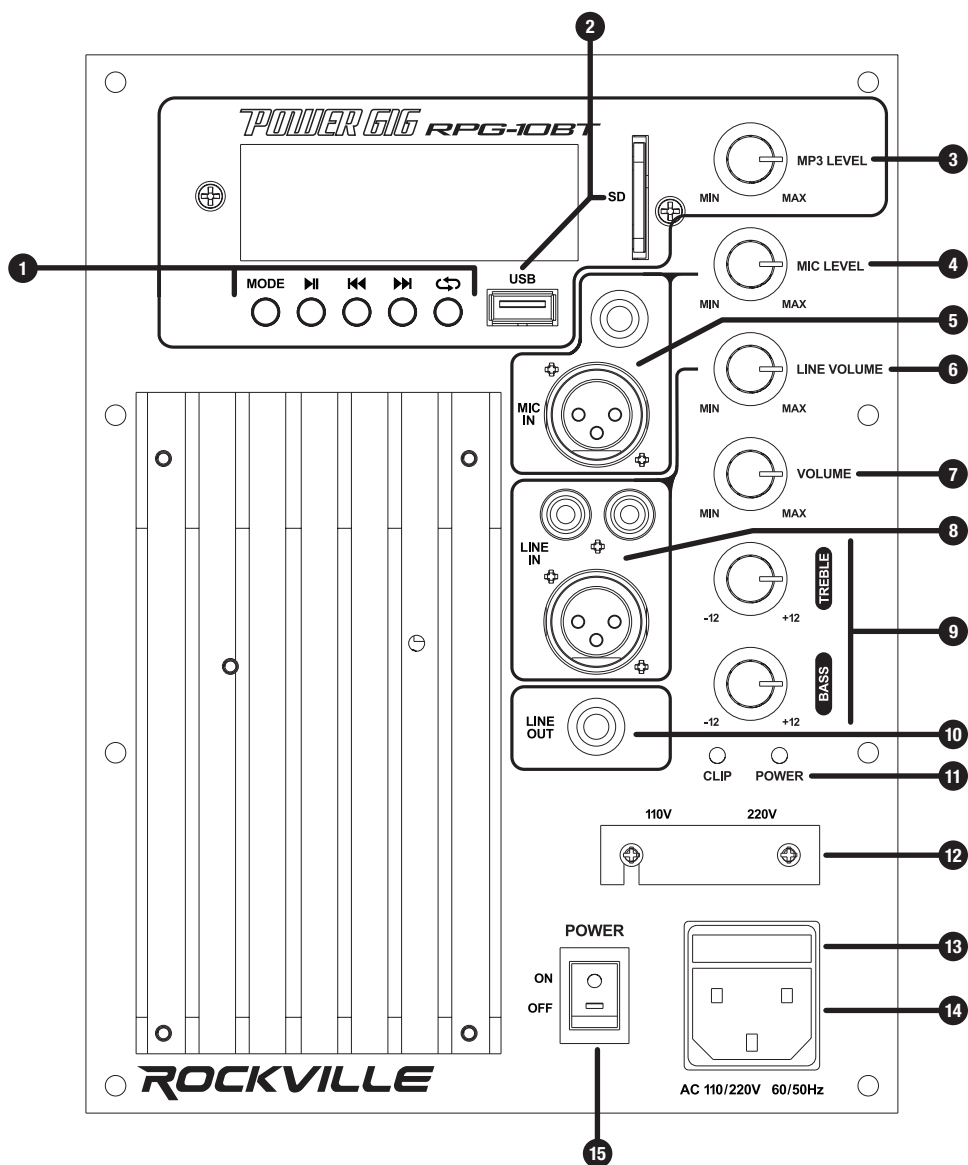 2
POWER GIG RPG-10BT
SD
MP3 LEVEL
3
MIN
MAX
1
MODE
USB
MIC LEVEL
4
MIN
MAX
5
MIC
IN
LINE VOLUME
6
MIN
MAX
VOLUME
7
MIN
MAX
8
LINE
IN
TREBLE
-12
+12
9
BASS
-12
+12
LINE
OUT
10
CLIP
POWER
11
110V
220V
12
POWER
ON
OFF
13
14
ROCKVILLE
AC 110/220V 60/50Hz
15